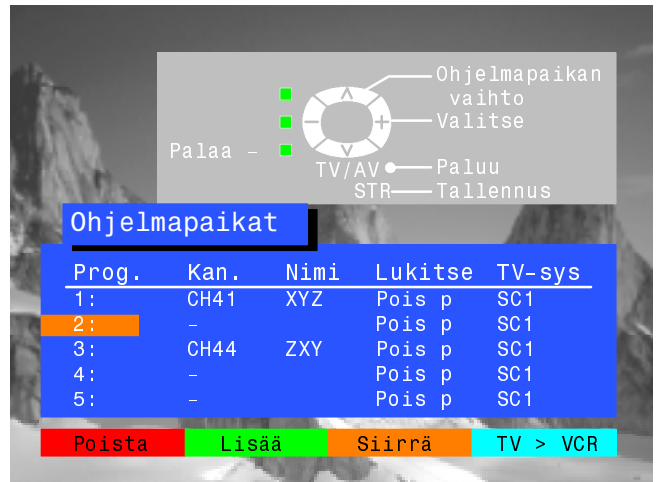 Ohjelmapaikan
vaihto
Valitse
Palaa –
TV/AV Paluu
STR Tallennus
Ohjelmapaikat
Prog. Kan. Nimi Lukitse TV-sys
1: CH41 XYZ Pois p SC1
2: – Pois p SC1
3: CH44 ZXY Pois p SC1
4: – Pois p SC1
5: – Pois p SC1
Poista Lisää Siirrä TV > VCR